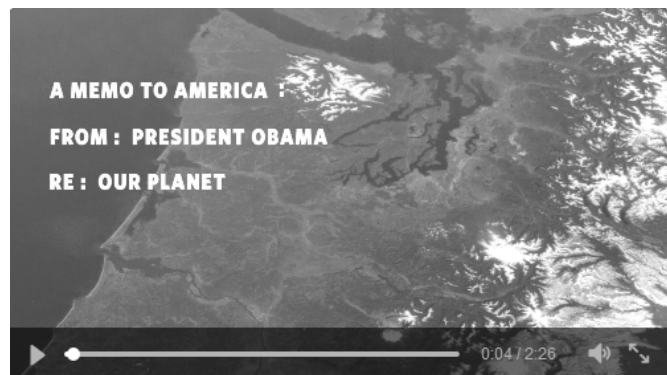 A MEMO TO AMERICA :
FROM : PRESIDENT OBAMA
RE : OUR PLANET
0:04 / 2:26